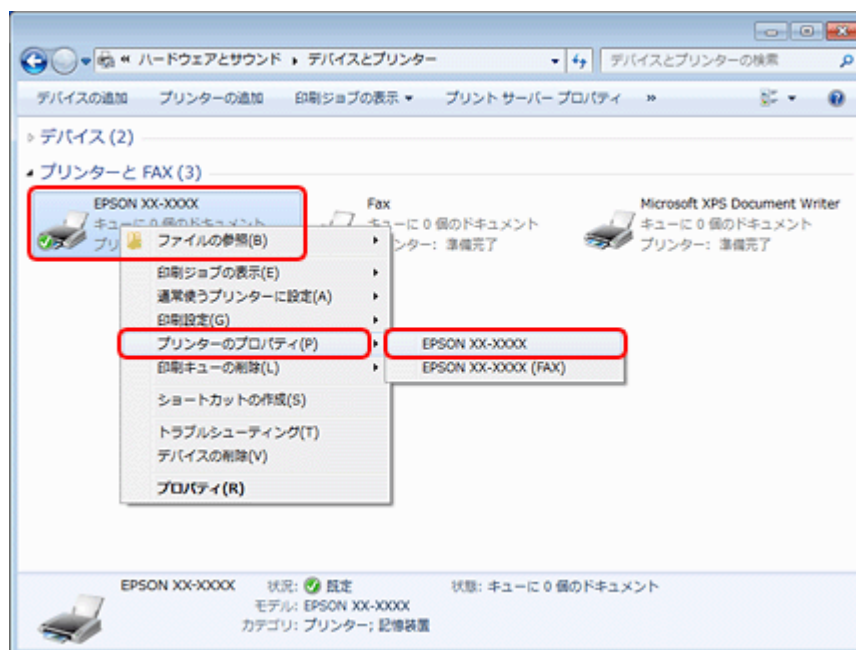 « ハードウェアとサウンド ▸ デバイスとプリンター デバイスとプリンターの検索
デバイスの追加 プリンターの追加 印刷ジョブの表示 プリント サーバー プロパティ »
デバイス (2)
プリンターと FAX (3)
EPSON XX-XXXX
キューに 0 個のドキュメント
プリ
Fax
キューに 0 個のドキュメント
ンター: 準備完了
Microsoft XPS Document Writer
キューに 0 個のドキュメント
プリンター: 準備完了
ファイルの参照(B)
印刷ジョブの表示(E)
通常使うプリンターに設定(A)
印刷設定(G)
プリンターのプロパティ(P)
EPSON XX-XXXX
印刷キューの削除(L)
EPSON XX-XXXX (FAX)
ショートカットの作成(S)
トラブルシューティング(T)
デバイスの削除(V)
プロパティ(R)
EPSON XX-XXXX 状況: 既定 状態: キューに 0 個のドキュメント
モデル: EPSON XX-XXXX
カテゴリ: プリンター; 記憶装置